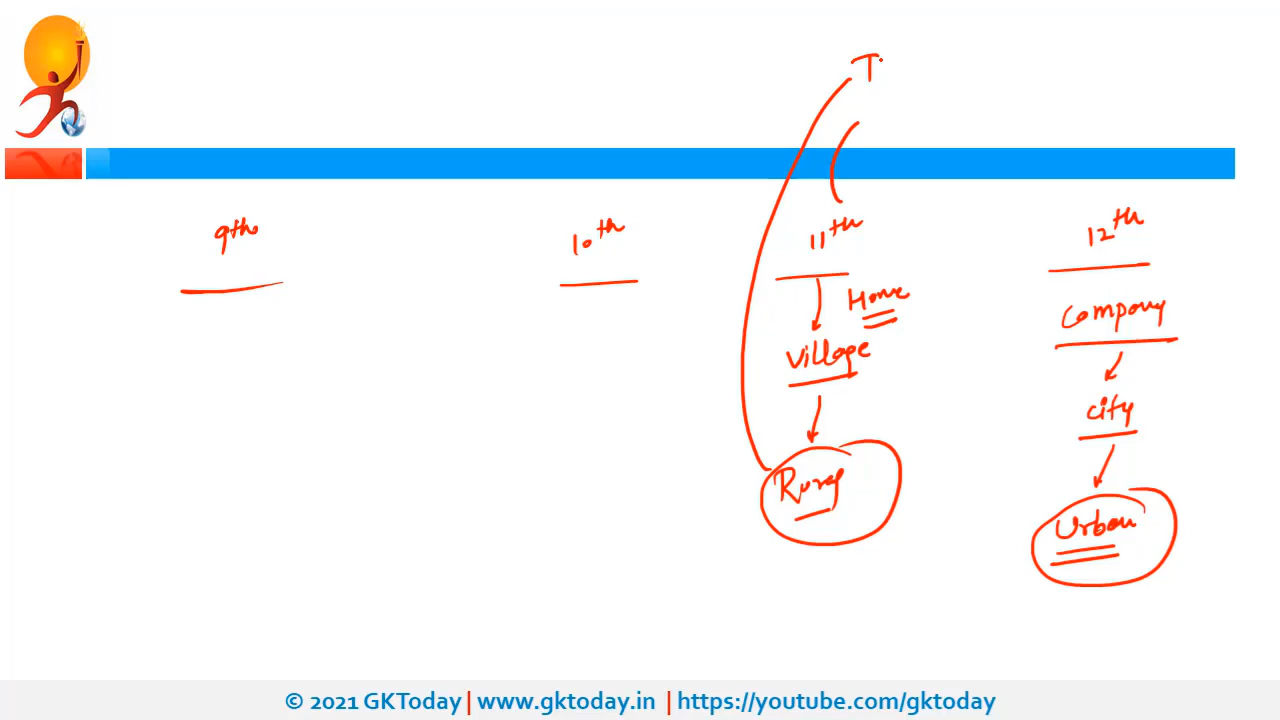 T
9th
10th
11th
12th
Home
Company
Village
City
Rural
Urban
© 2021 GKToday | www.gktoday.in | https://youtube.com/gktoday